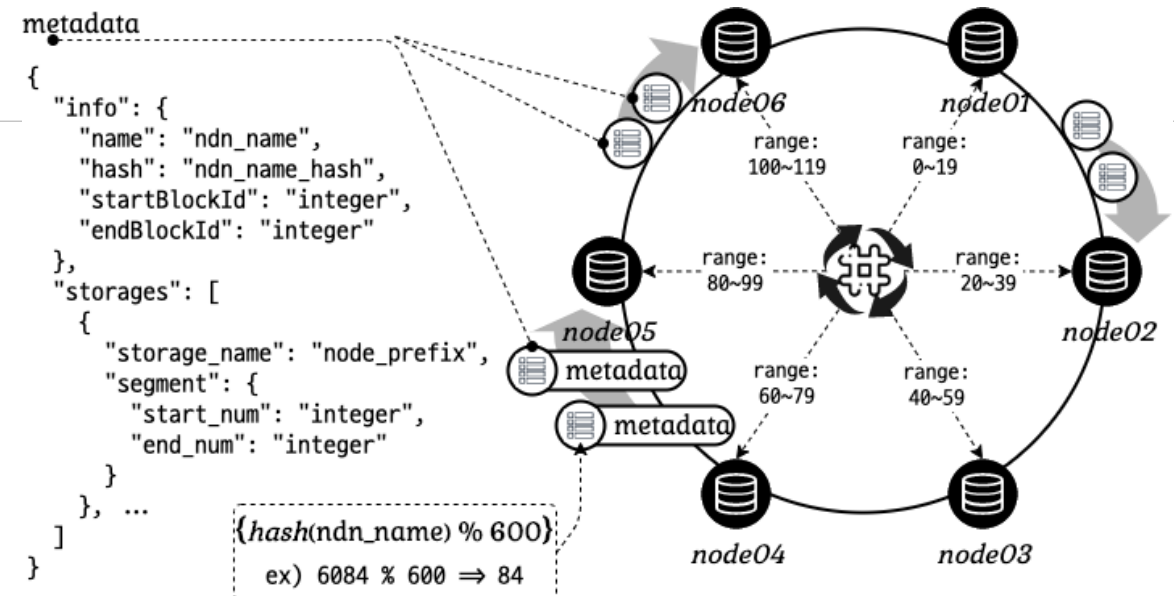 metadata
{
"info": {
"name": "ndn_name",
"hash": "ndn_name_hash",
"startBlockId": "integer",
"endBlockId": "integer"
},
"storages": [
{
"storage_name": "node_prefix",
"segment": {
"start_num": "integer",
"end_num": "integer"
}
}, ...
]
}
{hash(ndn_name) % 600}
ex) 6084 % 600 ⇒ 84
metadata
metadata
node06
node01
range:
100~119
range:
0~19
range:
80~99
range:
20~39
node05
node02
range:
60~79
range:
40~59
node04
node03